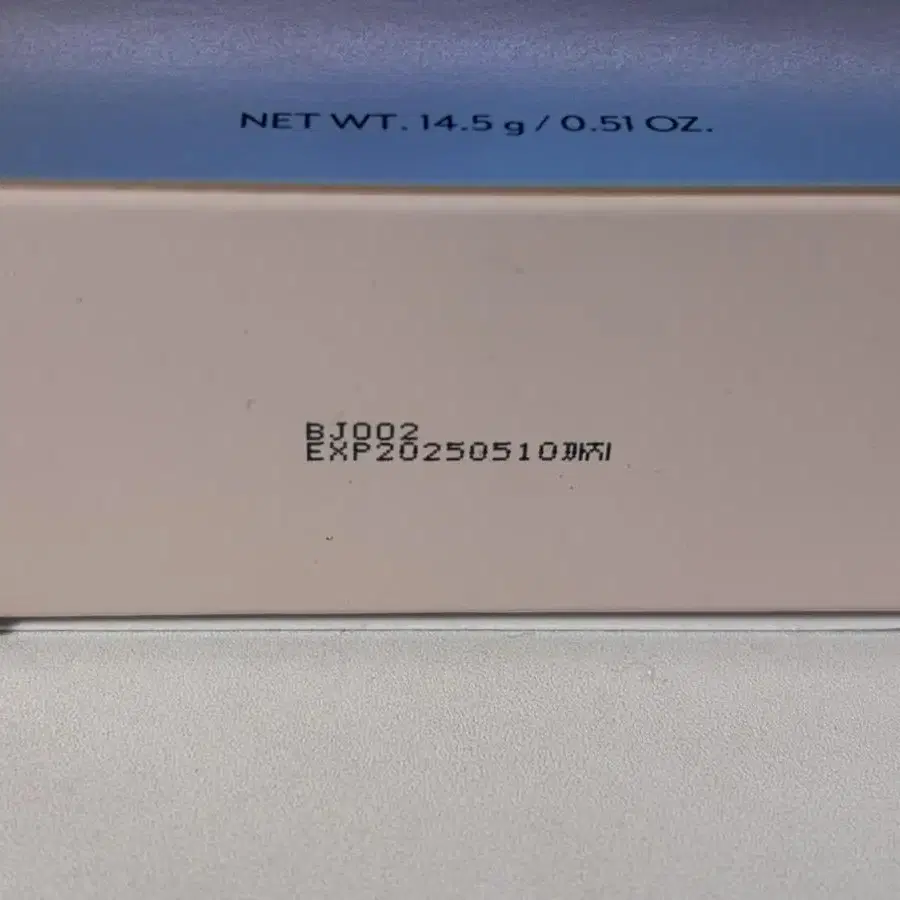 NET WT. 14.5 g / 0.51 OZ.
BJ002
EXP20250510까지